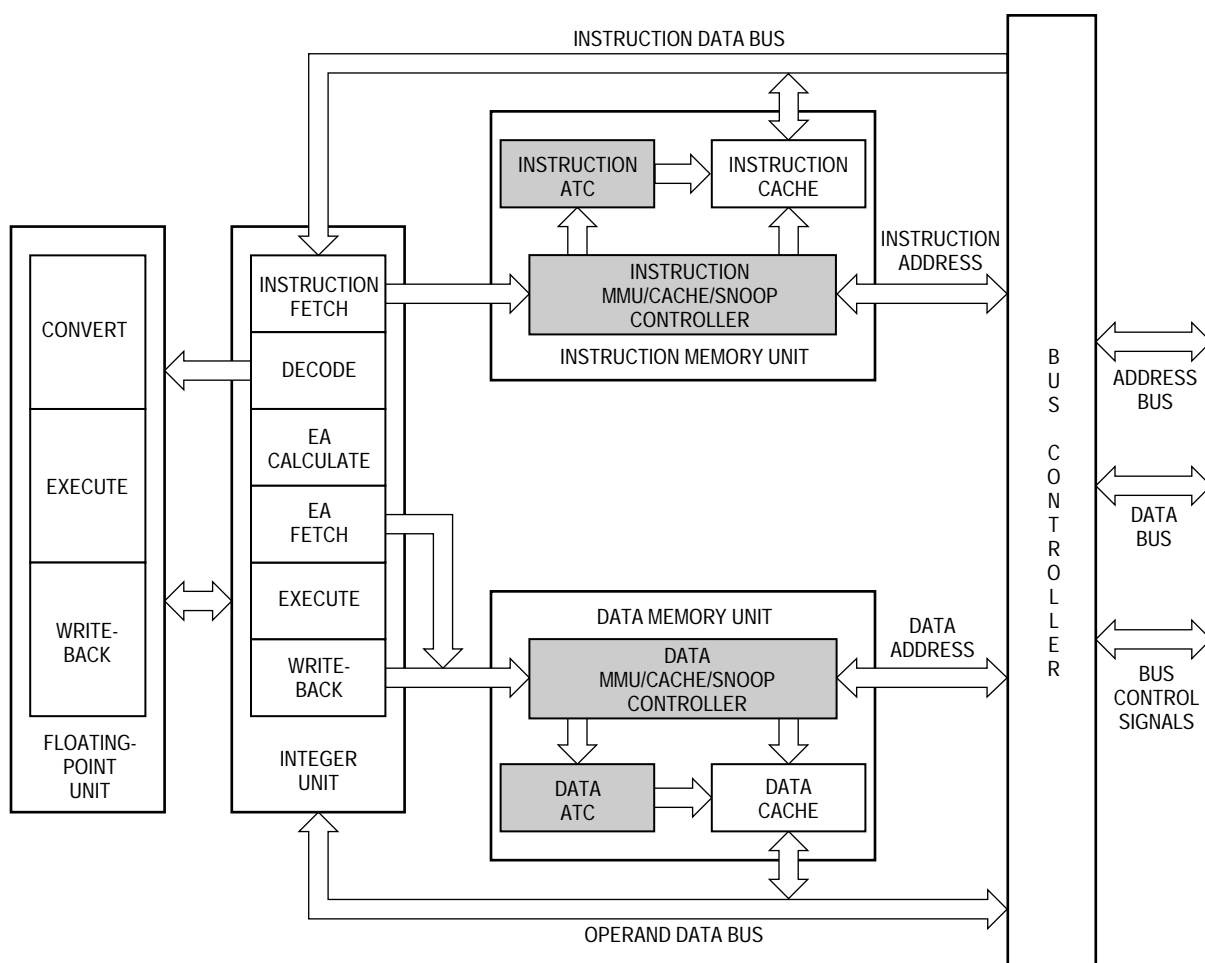 INSTRUCTION DATA BUS
INSTRUCTION
ATC
INSTRUCTION
CACHE
INSTRUCTION
MMU/CACHE/SNOOP
CONTROLLER
INSTRUCTION MEMORY UNIT
INSTRUCTION
ADDRESS
CONVERT
EXECUTE
WRITE-
BACK
FLOATING-
POINT
UNIT
INSTRUCTION
FETCH
DECODE
EA
CALCULATE
EA
FETCH
EXECUTE
WRITE-
BACK
INTEGER
UNIT
DATA MEMORY UNIT
DATA
MMU/CACHE/SNOOP
CONTROLLER
DATA
ATC
DATA
CACHE
DATA
ADDRESS
OPERAND DATA BUS
BUS CONTROLLER
ADDRESS
BUS
DATA
BUS
BUS
CONTROL
SIGNALS